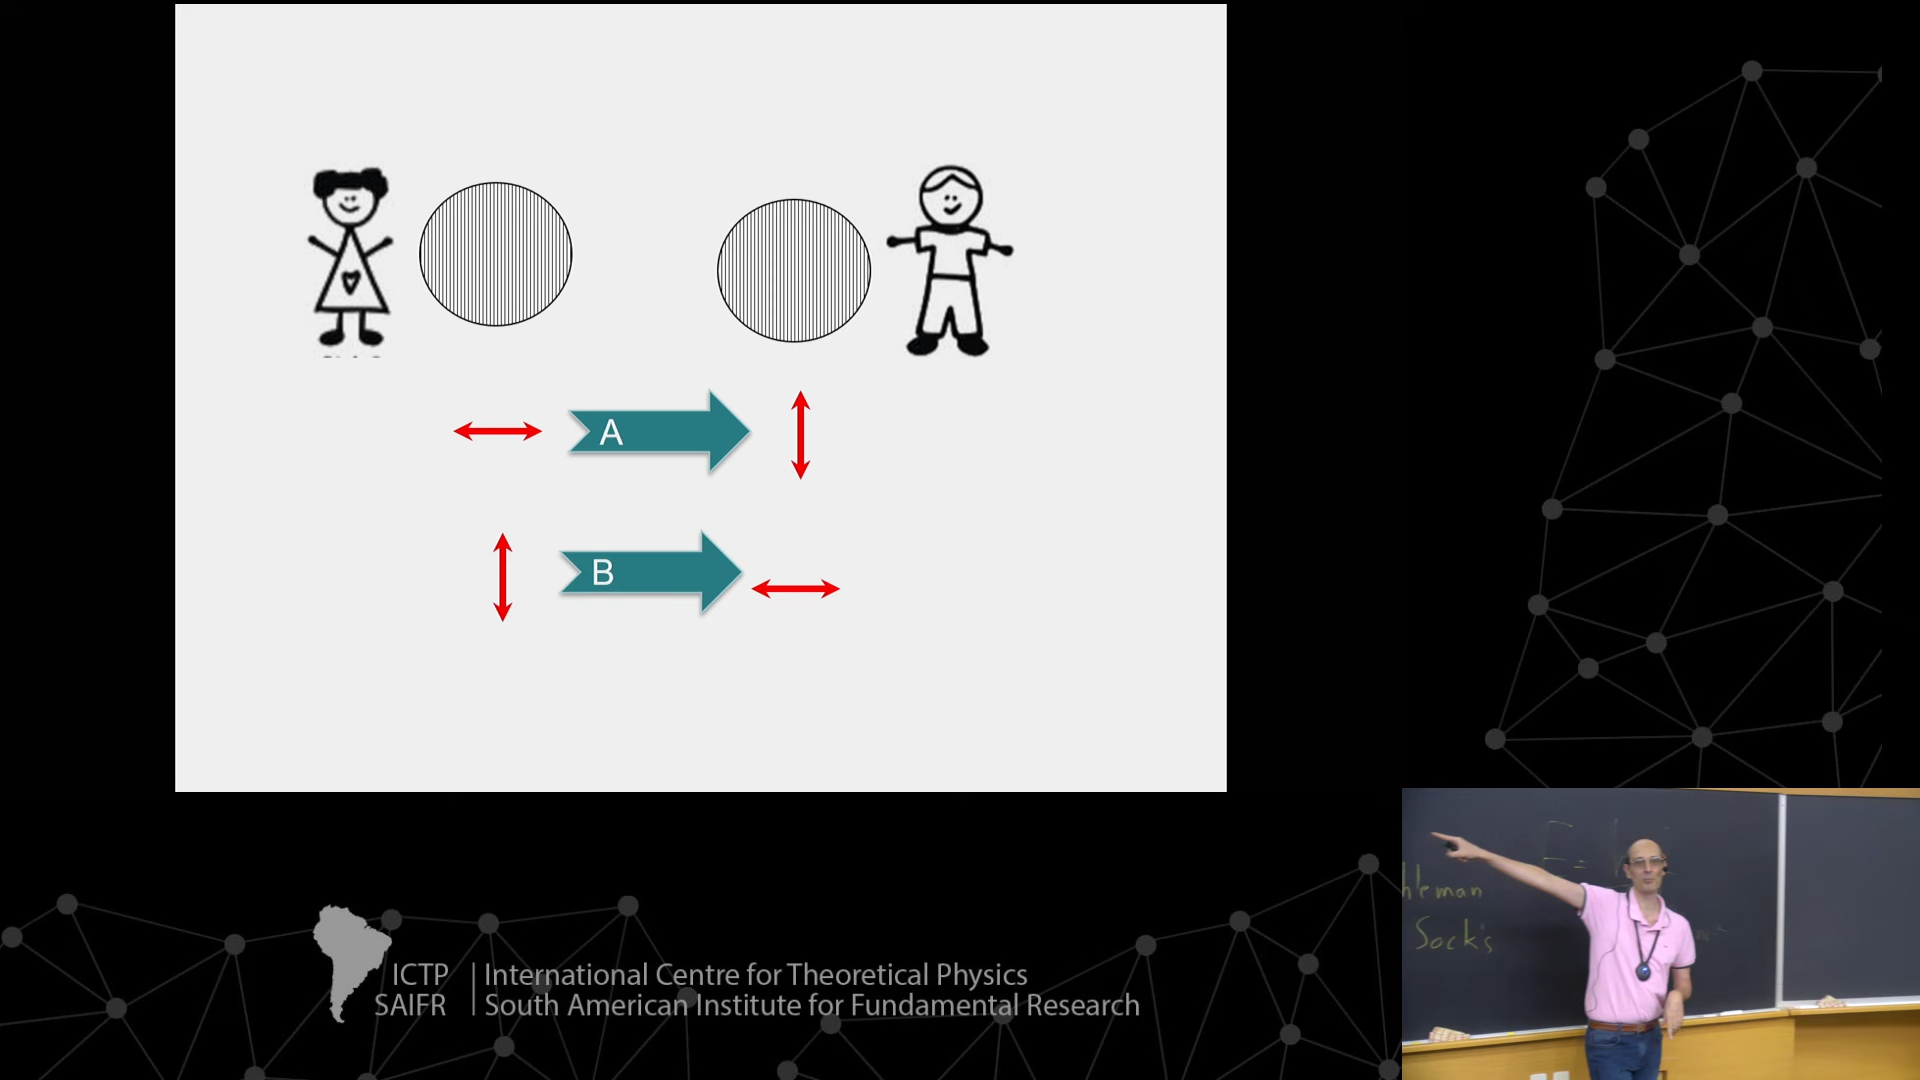 A
B
ICTP
SAIFR
International Centre for Theoretical Physics
South American Institute for Fundamental Research
Sock's